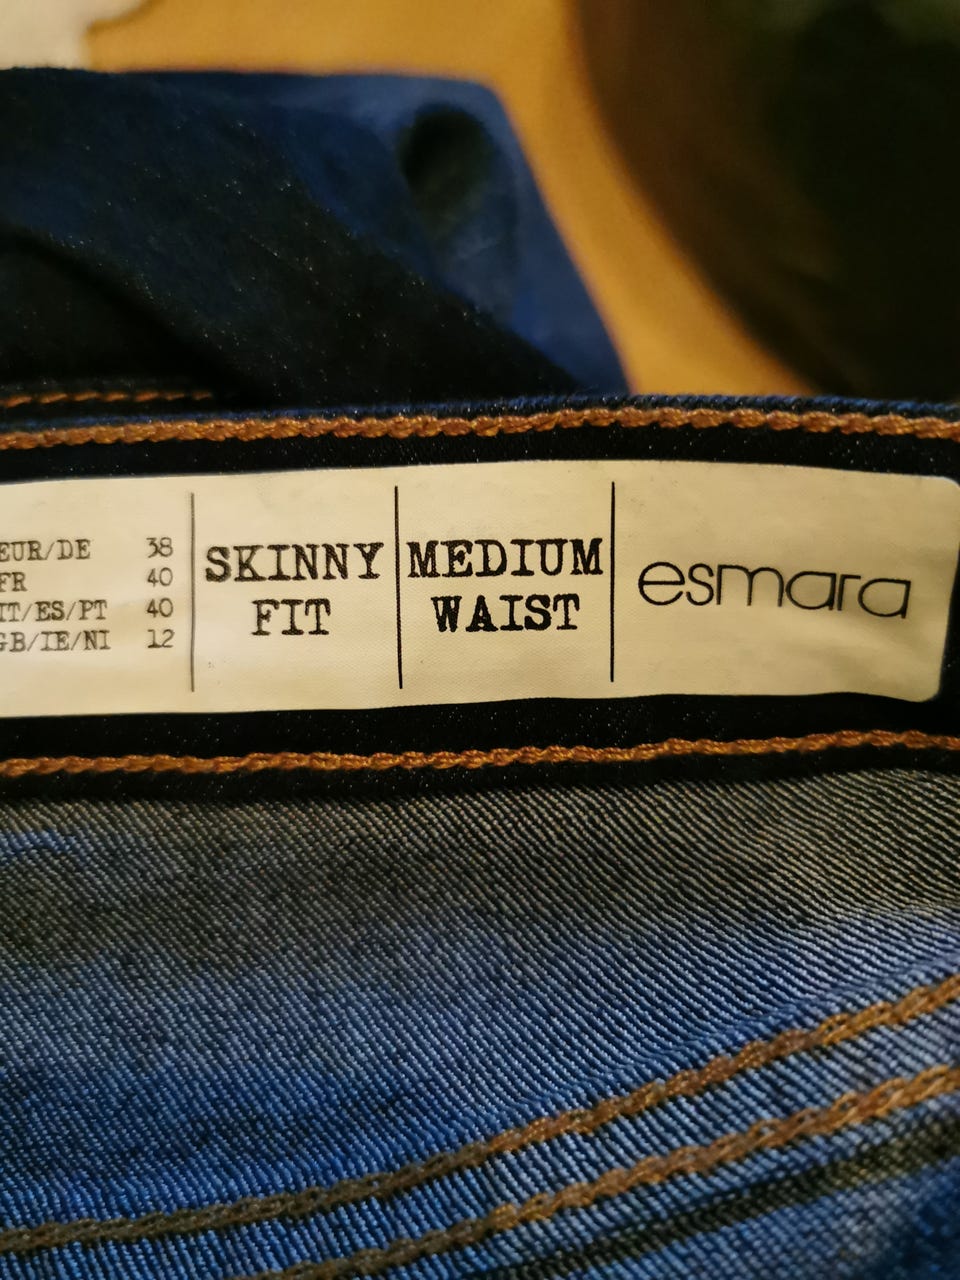 EUR/DE 38
FR 40
IT/ES/PT 40
GB/IE/NI 12
SKINNY
FIT
MEDIUM
WAIST
esmara